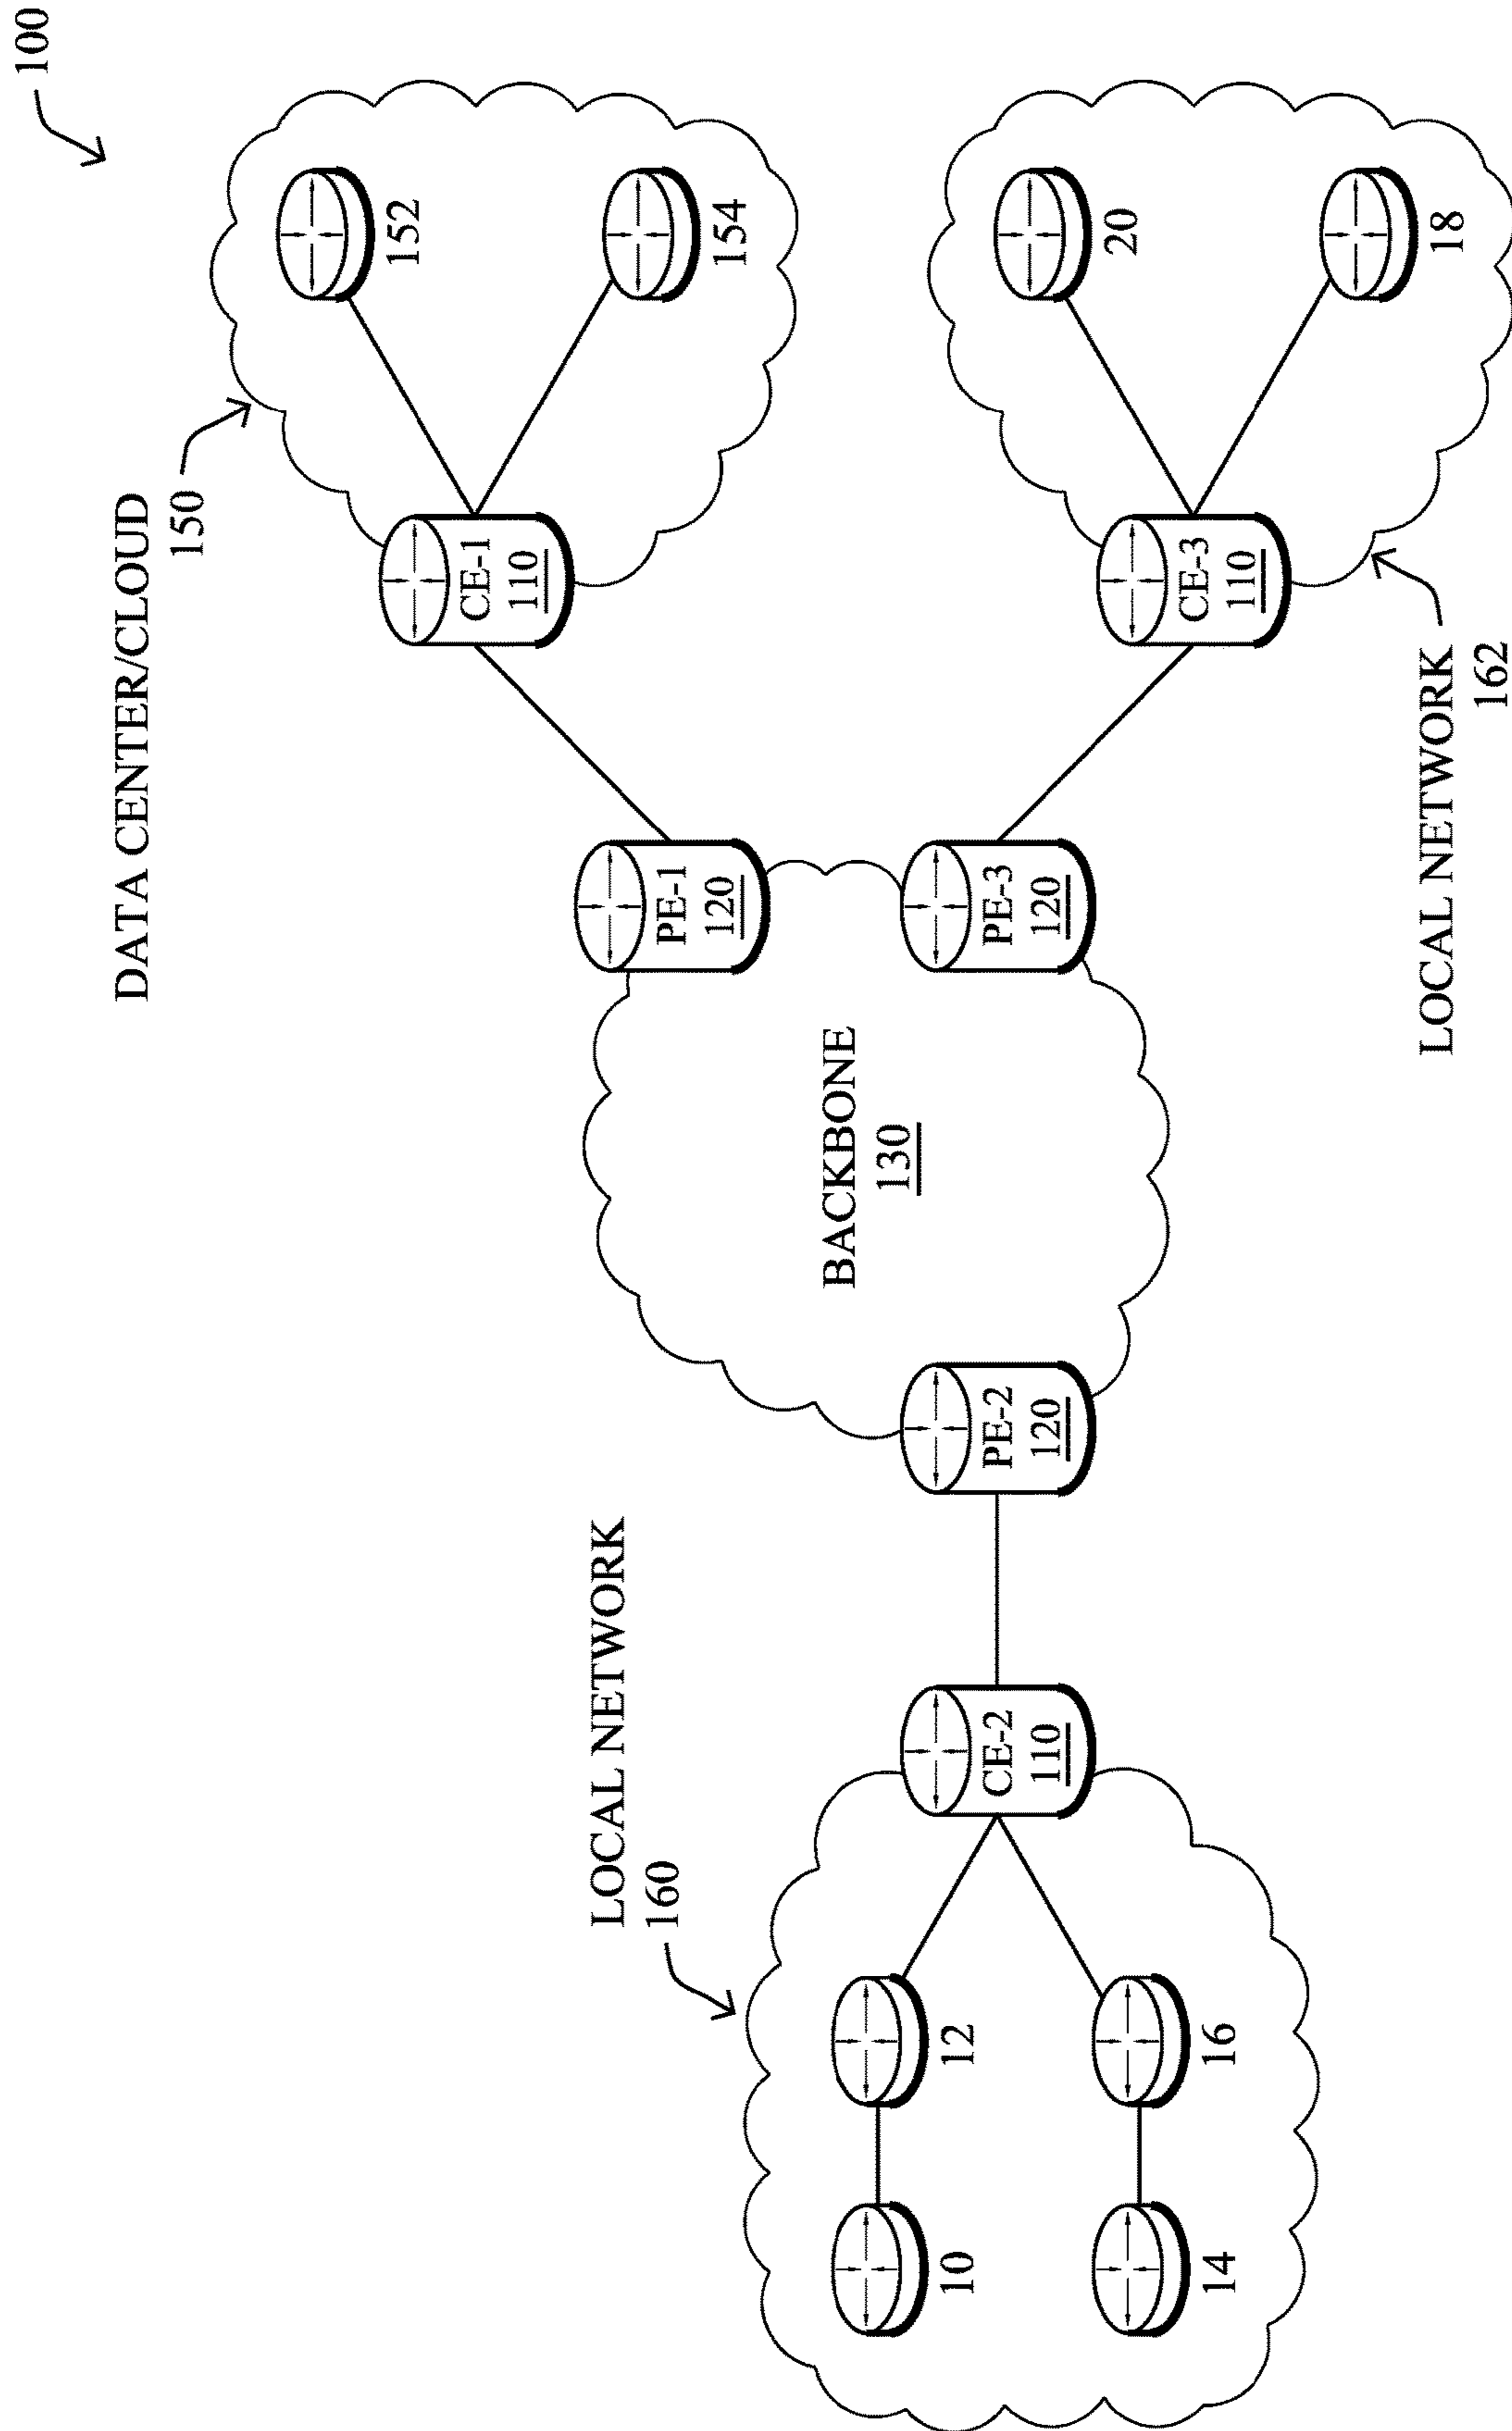 100
DATA CENTER/CLOUD
150
152
154
CE-1
110
PE-1
120
BACKBONE
130
PE-3
120
CE-3
110
20
18
LOCAL NETWORK
162
PE-2
120
LOCAL NETWORK
160
CE-2
110
12
10
16
14